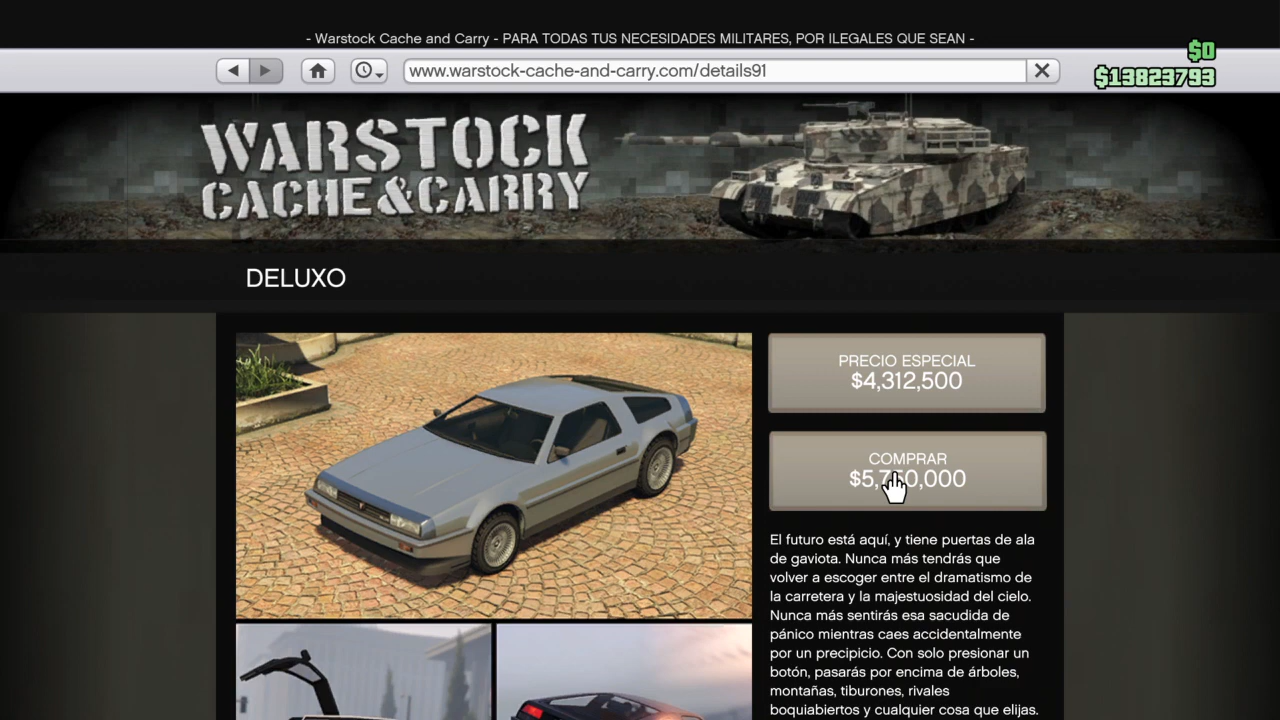 - Warstock Cache and Carry - PARA TODAS TUS NECESIDADES MILITARES, POR ILEGALES QUE SEAN -
$0
www.warstock-cache-and-carry.com/details91
$13823793
WARSTOCK
CACHE & CARRY
DELUXO
PRECIO ESPECIAL
$4,312,500
COMPRAR
$5,750,000
El futuro está aquí, y tiene puertas de ala
de gaviota. Nunca más tendrás que
volver a escoger entre el dramatismo de
la carretera y la majestuosidad del cielo.
Nunca más sentirás esa sacudida de
pánico mientras caes accidentalmente
por un precipicio. Con solo presionar un
botón, pasarás por encima de árboles,
montañas, tiburones, rivales
boquiabiertos y cualquier cosa que elijas.